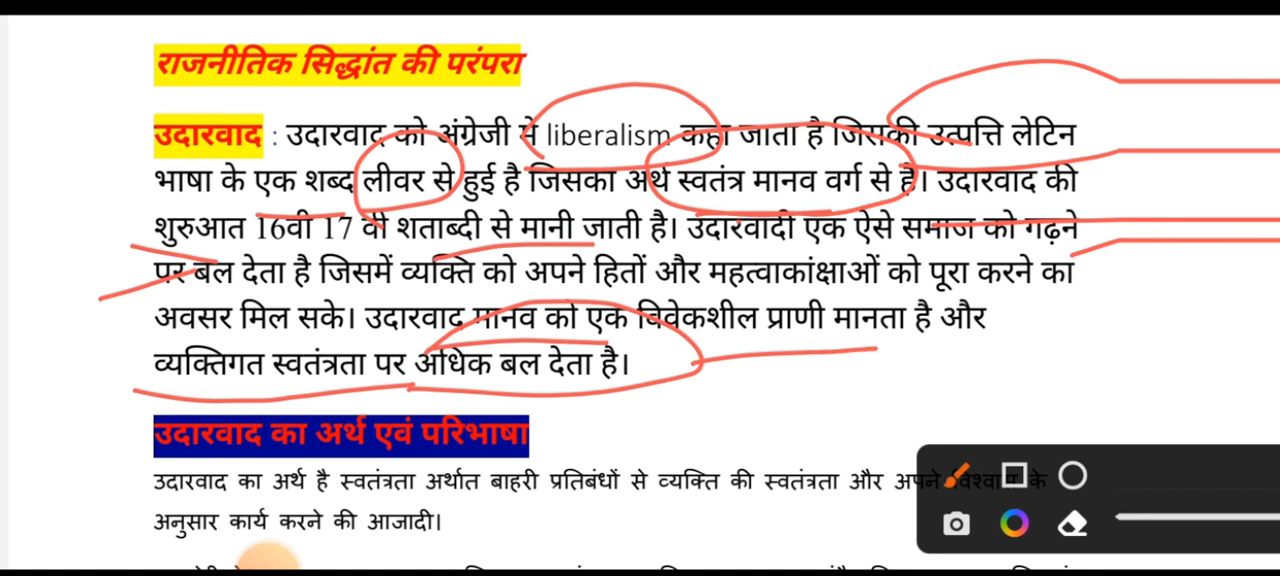 राजनीतिक सिद्धांत की परंपरा
उदारवाद : उदारवाद को अंग्रेजी मे liberalism कहा जाता है जिसकी उत्पत्ति लेटिन
भाषा के एक शब्द लीवर से हुई है जिसका अर्थ स्वतंत्र मानव वर्ग से है। उदारवाद की
शुरुआत 16वी 17 वी शताब्दी से मानी जाती है। उदारवादी एक ऐसे समाज को गढ़ने
पर बल देता है जिसमें व्यक्ति को अपने हितों और महत्वाकांक्षाओं को पूरा करने का
अवसर मिल सके। उदारवाद मानव को एक विवेकशील प्राणी मानता है और
व्यक्तिगत स्वतंत्रता पर अधिक बल देता है।
उदारवाद का अर्थ एवं परिभाषा
उदारवाद का अर्थ है स्वतंत्रता अर्थात बाहरी प्रतिबंधों से व्यक्ति की स्वतंत्रता और अपने विश्वास के
अनुसार कार्य करने की आजादी।